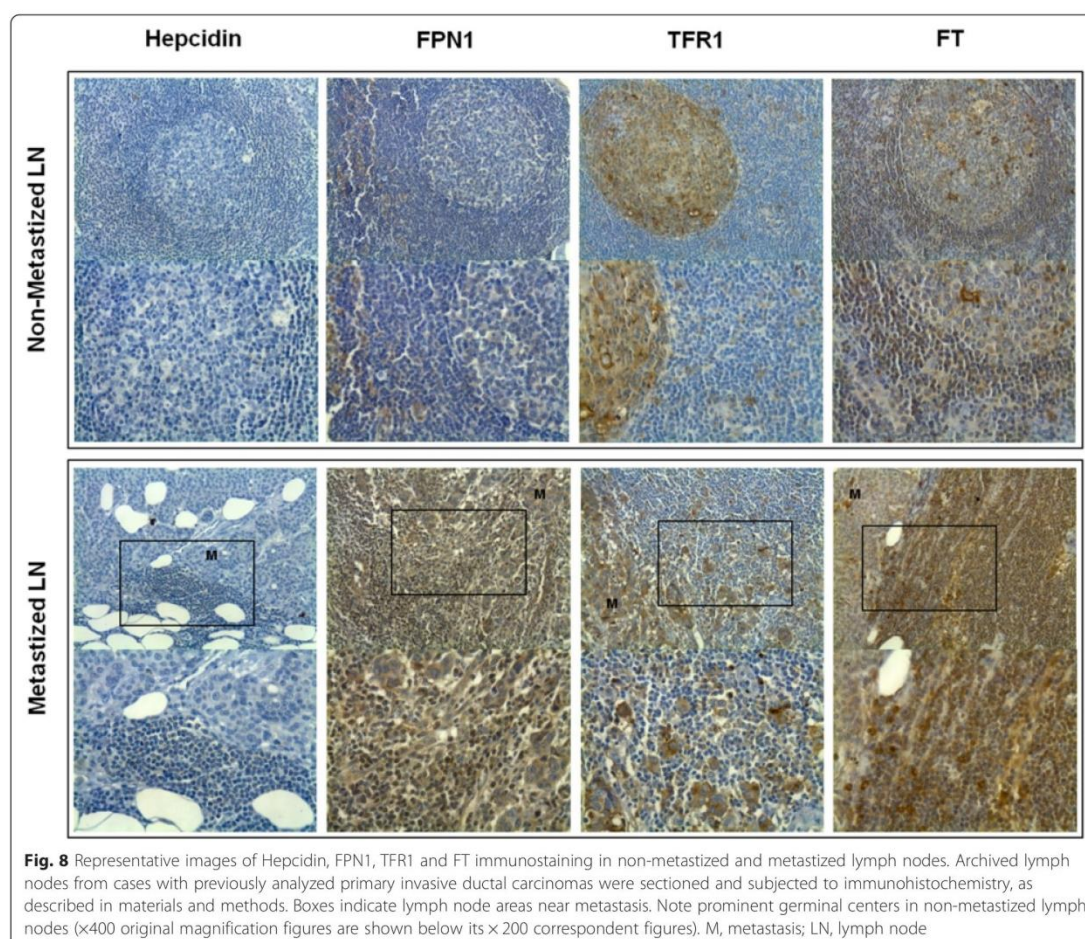 Hepcidin FPN1 TFR1 FT
Non-Metastized LN
Metastized LN
M
M
M
M
Fig. 8 Representative images of Hepcidin, FPN1, TFR1 and FT immunostaining in non-metastized and metastized lymph nodes. Archived lymph
nodes from cases with previously analyzed primary invasive ductal carcinomas were sectioned and subjected to immunohistochemistry, as
described in materials and methods. Boxes indicate lymph node areas near metastasis. Note prominent germinal centers in non-metastized lymph
nodes (×400 original magnification figures are shown below its × 200 correspondent figures). M, metastasis; LN, lymph node